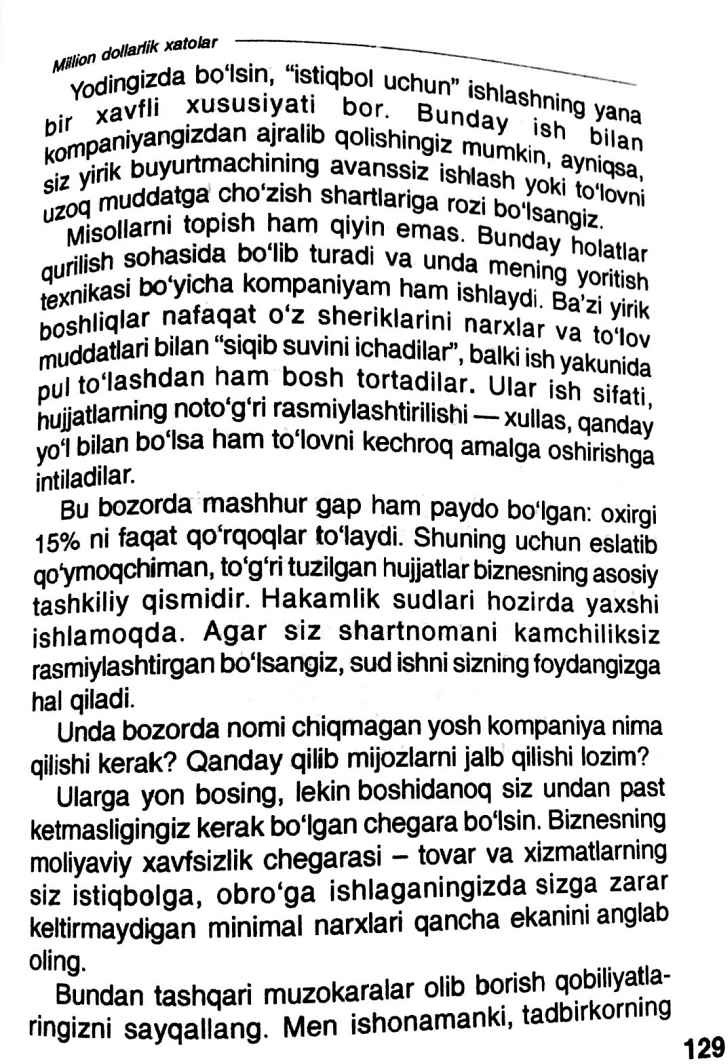 Million dollarlik xatolar
Yodingizda bo‘lsin, “istiqbol uchun” ishlashning yana
bir xavfli xususiyati bor. Bunday ish bilan
kompaniyangizdan ajralib qolishingiz mumkin, ayniqsa,
siz yirik buyurtmachining avanssiz ishlash yoki to‘lovni
uzoq muddatga cho‘zish shartlariga rozi bo‘lsangiz.
Misollarni topish ham qiyin emas. Bunday holatlar
qurilish sohasida bo‘lib turadi va unda mening yoritish
texnikasi bo‘yicha kompaniyam ham ishlaydi. Ba’zi yirik
boshliqlar nafaqat o‘z sheriklarini narxlar va to‘lov
muddatlari bilan “siqib suvini ichadilar”, balki ish yakunida
pul to‘lashdan ham bosh tortadilar. Ular ish sifati,
hujjatlarning noto‘g‘ri rasmiylashtirilishi — xullas, qanday
yo‘l bilan bo‘lsa ham to‘lovni kechroq amalga oshirishga
intiladilar.
Bu bozorda mashhur gap ham paydo bo‘lgan: oxirgi
15% ni faqat qo‘rqoqlar to‘laydi. Shuning uchun eslatib
qo‘ymoqchiman, to‘g‘ri tuzilgan hujjatlar biznesning asosiy
tashkiliy qismidir. Hakamlik sudlari hozirda yaxshi
ishlamoqda. Agar siz shartnomani kamchiliksiz
rasmiylashtirgan bo‘lsangiz, sud ishni sizning foydangizga
hal qiladi.
Unda bozorda nomi chiqmagan yosh kompaniya nima
qilishi kerak? Qanday qilib mijozlarni jalb qilishi lozim?
Ularga yon bosing, lekin boshidanoq siz undan past
ketmasligingiz kerak bo‘lgan chegara bo‘lsin. Biznesning
moliyaviy xavfsizlik chegarasi – tovar va xizmatlarning
siz istiqbolga, obro‘ga ishlaganingizda sizga zarar
keltirmaydigan minimal narxlari qancha ekanini anglab
oling.
Bundan tashqari muzokaralar olib borish qobiliyatla-
ringizni sayqallang. Men ishonamanki, tadbirkorning
129